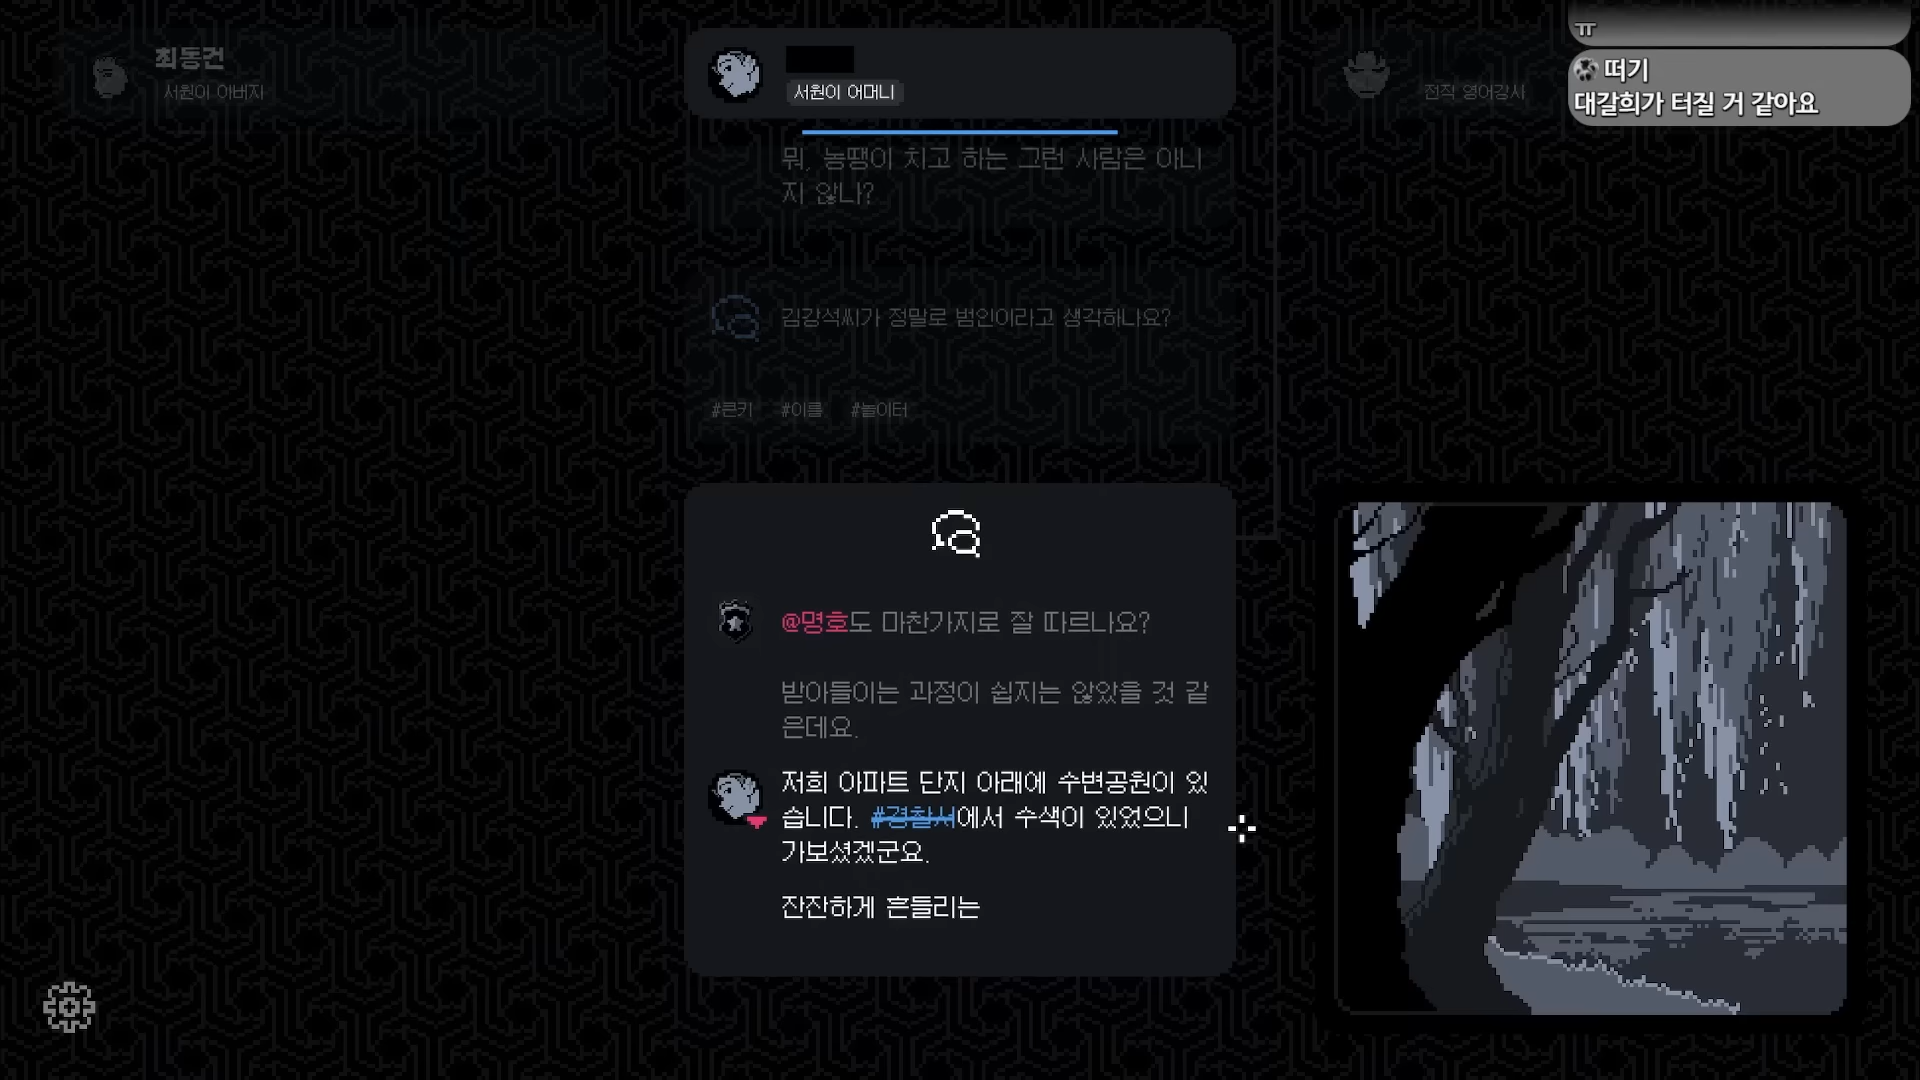 최동건
서원이 아버지
서원이 어머니
전직 영어강사
ㅠ
떠기
대갈희가 터질 거 같아요
뭐, 농땡이 치고 하는 그런 사람은 아니
지 않나?
김강석씨가 정말로 범인이라고 생각하나요?
#큰키 #이름 #놀이터
@명호도 마찬가지로 잘 따르나요?
받아들이는 과정이 쉽지는 않았을 것 같
은데요.
저희 아파트 단지 아래에 수변공원이 있
습니다. #경찰서에서 수색이 있었으니
가보셨겠군요.
잔잔하게 흔들리는